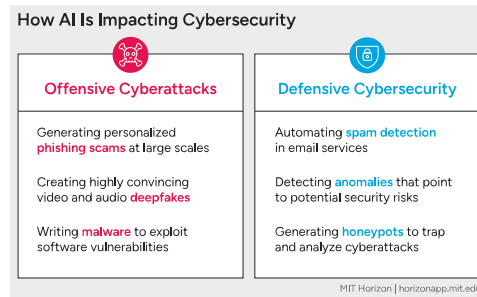 How AI Is Impacting Cybersecurity
Offensive Cyberattacks
Generating personalized
phishing scams at large scales
Creating highly convincing
video and audio deepfakes
Writing malware to exploit
software vulnerabilities
Defensive Cybersecurity
Automating spam detection
in email services
Detecting anomalies that point
to potential security risks
Generating honeypots to trap
and analyze cyberattacks
MIT Horizon | horizonapp.mit.edu